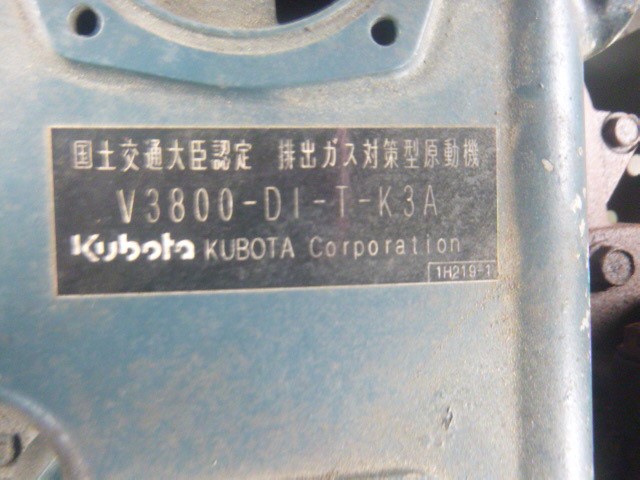 国土交通大臣認定 排出ガス対策型原動機
V3800-DI-T-K3A
Kubota KUBOTA Corporation
1H219-1